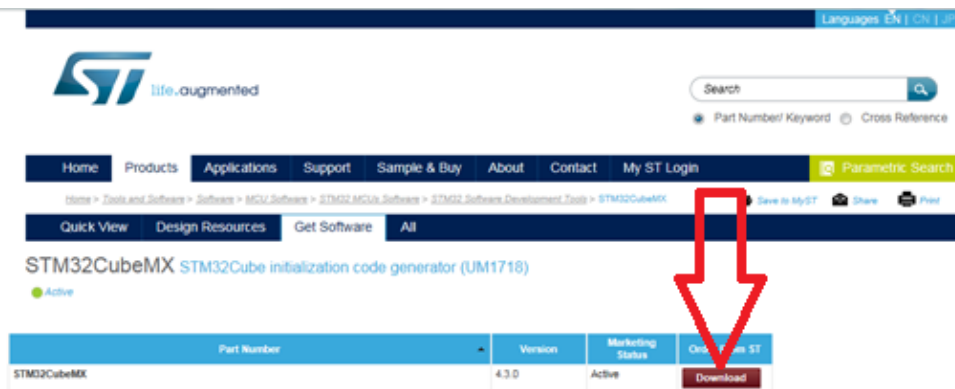 Languages EN | CN | JP
ST life.augmented
Search
Part Number/ Keyword Cross Reference
Home Products Applications Support Sample & Buy About Contact My ST Login Parametric Search
Home > Tools and Software > Software > MCU Software > STM32 MCUs Software > STM32 Software Development Tools > STM32CubeMX Save to MyST Share Print
Quick View Design Resources Get Software All
STM32CubeMX STM32Cube initialization code generator (UM1718)
Active
Part Number Version Marketing Status ST
STM32CubeMX 4.3.0 Active Download